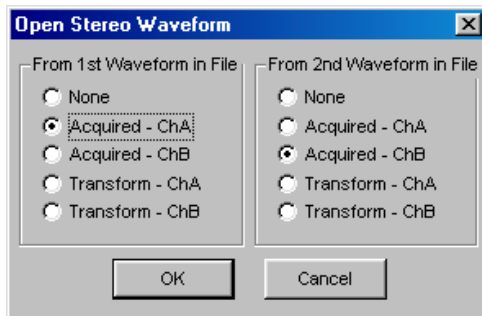 Open Stereo Waveform
From 1st Waveform in File
None
Acquired - ChA
Acquired - ChB
Transform - ChA
Transform - ChB
From 2nd Waveform in File
None
Acquired - ChA
Acquired - ChB
Transform - ChA
Transform - ChB
OK
Cancel